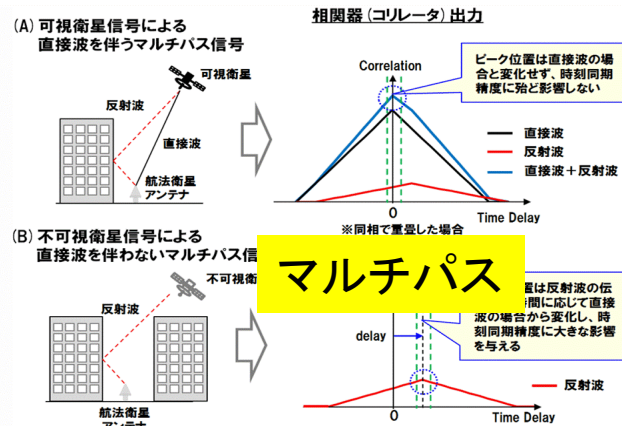 相関器(コリレータ)出力
(A) 可視衛星信号による
直接波を伴うマルチパス信号
可視衛星
反射波
直接波
航法衛星
アンテナ
Correlation
ピーク位置は直接波の場
合と変化せず、時刻同期
精度に殆ど影響しない
直接波
反射波
直接波+反射波
0
Time Delay
※同相で重畳した場合
(B) 不可視衛星信号による
直接波を伴わないマルチパス信
不可視衛
反射波
航法衛星
マルチパス
位置は反射波の伝
時間に応じて直接
波の場合から変化し、時
刻同期精度に大きな影響
を与える
delay
反射波
0
Time Delay